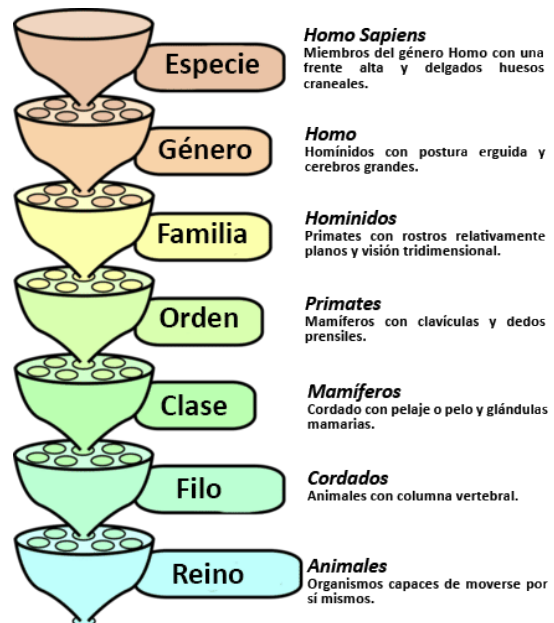 Especie
Homo Sapiens
Miembros del género Homo con una
frente alta y delgados huesos
craneales.
Género
Homo
Homínidos con postura erguida y
cerebros grandes.
Familia
Hominidos
Primates con rostros relativamente
planos y visión tridimensional.
Orden
Primates
Mamíferos con clavículas y dedos
prensiles.
Clase
Mamíferos
Cordado con pelaje o pelo y glándulas
mamarias.
Filo
Cordados
Animales con columna vertebral.
Reino
Animales
Organismos capaces de moverse por
sí mismos.